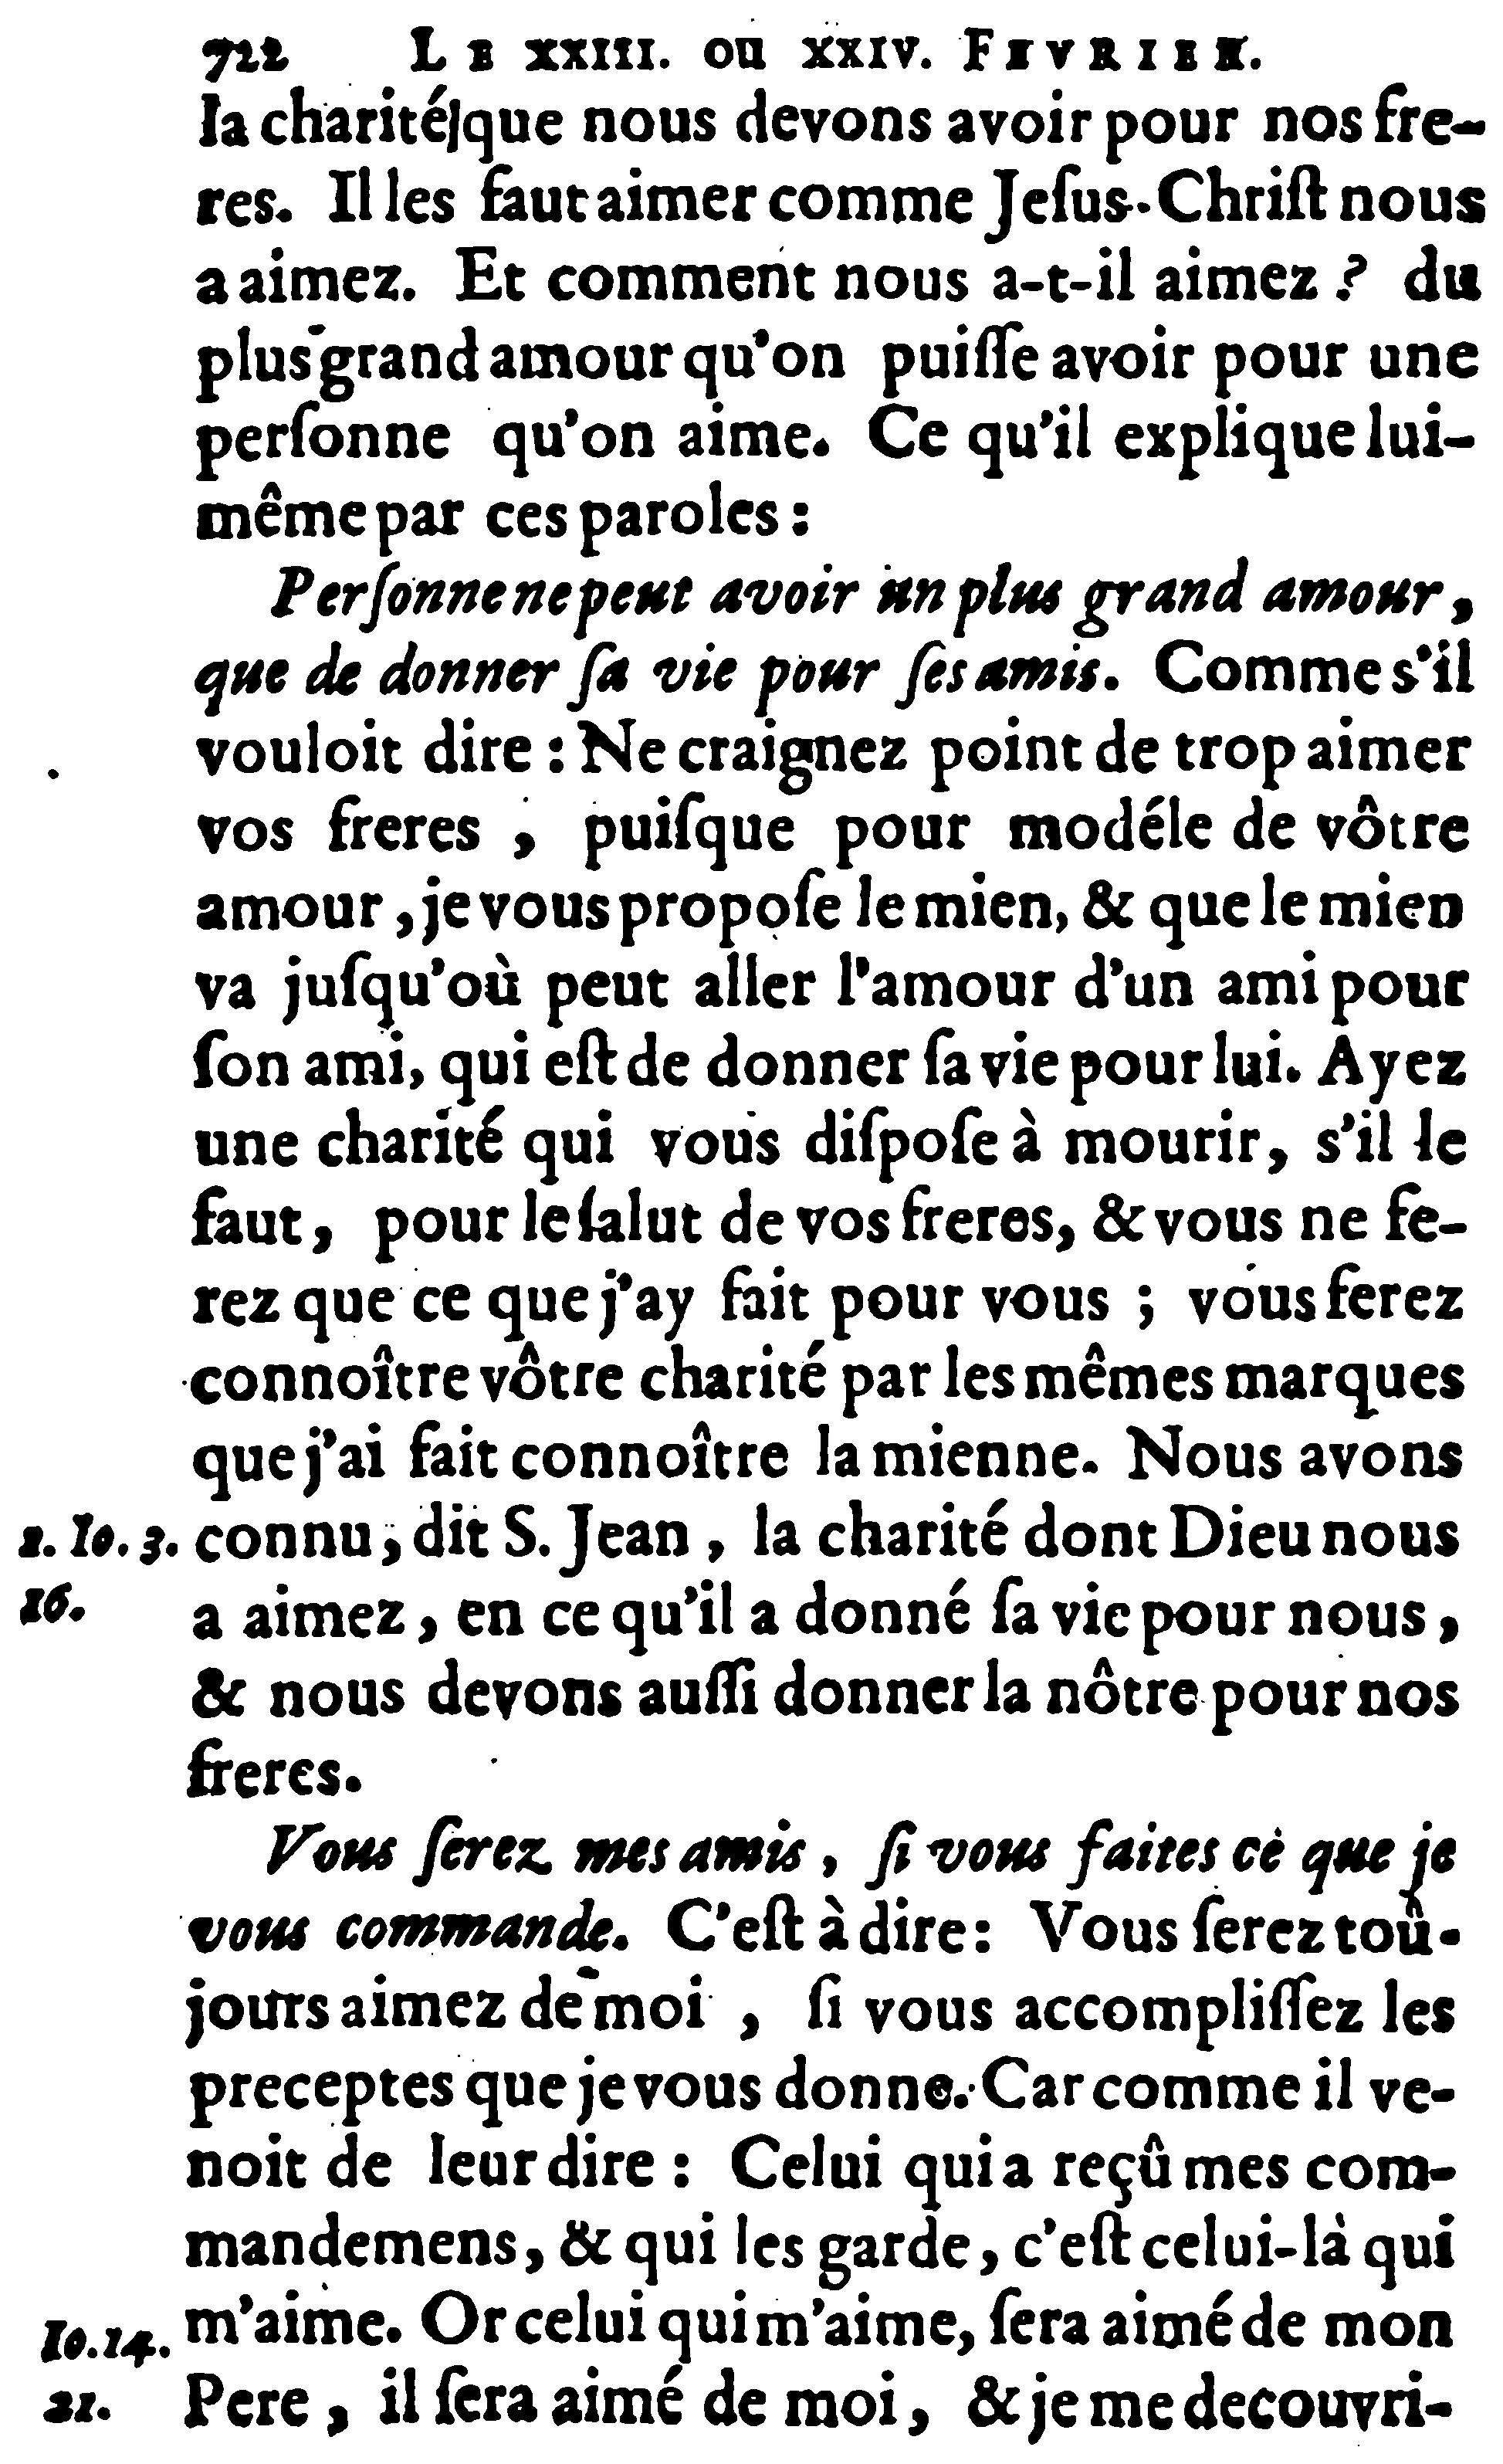 722 LE XXIII. OU XXIV. FEVRIER.
la charité que nous devons avoir pour nos fre-
res. Il les faut aimer comme Jeſus-Chriſt nous
a aimez. Et comment nous a-t-il aimez ? du
plus grand amour qu'on puiſſe avoir pour une
perſonne qu'on aime. Ce qu'il explique lui-
même par ces paroles :
Perſonne ne peut avoir un plus grand amour,
que de donner ſa vie pour ſes amis. Comme s'il
vouloit dire : Ne craignez point de trop aimer
vos freres , puiſque pour modéle de vôtre
amour, je vous propoſe le mien, & que le mien
va juſqu'où peut aller l'amour d'un ami pour
ſon ami, qui eſt de donner ſa vie pour lui. Ayez
une charité qui vous diſpoſe à mourir, s'il le
faut, pour le ſalut de vos freres, & vous ne fe-
rez que ce que j'ay fait pour vous ; vous ferez
connoître vôtre charité par les mêmes marques
que j'ai fait connoître la mienne. Nous avons
1. Io. 3. connu, dit S. Jean , la charité dont Dieu nous
16. a aimez, en ce qu'il a donné ſa vie pour nous,
& nous devons auſſi donner la nôtre pour nos
freres.
Vous ſerez mes amis, ſi vous faites ce que je
vous commande. C'eſt à dire: Vous ſerez toû-
jours aimez de moi , ſi vous accompliſſez les
preceptes que je vous donne. Car comme il ve-
noit de leur dire : Celui qui a reçû mes com-
mandemens, & qui les garde, c'eſt celui-là qui
Io. 14. m'aime. Or celui qui m'aime, ſera aimé de mon
21. Pere, il ſera aimé de moi, & je me decouvri-